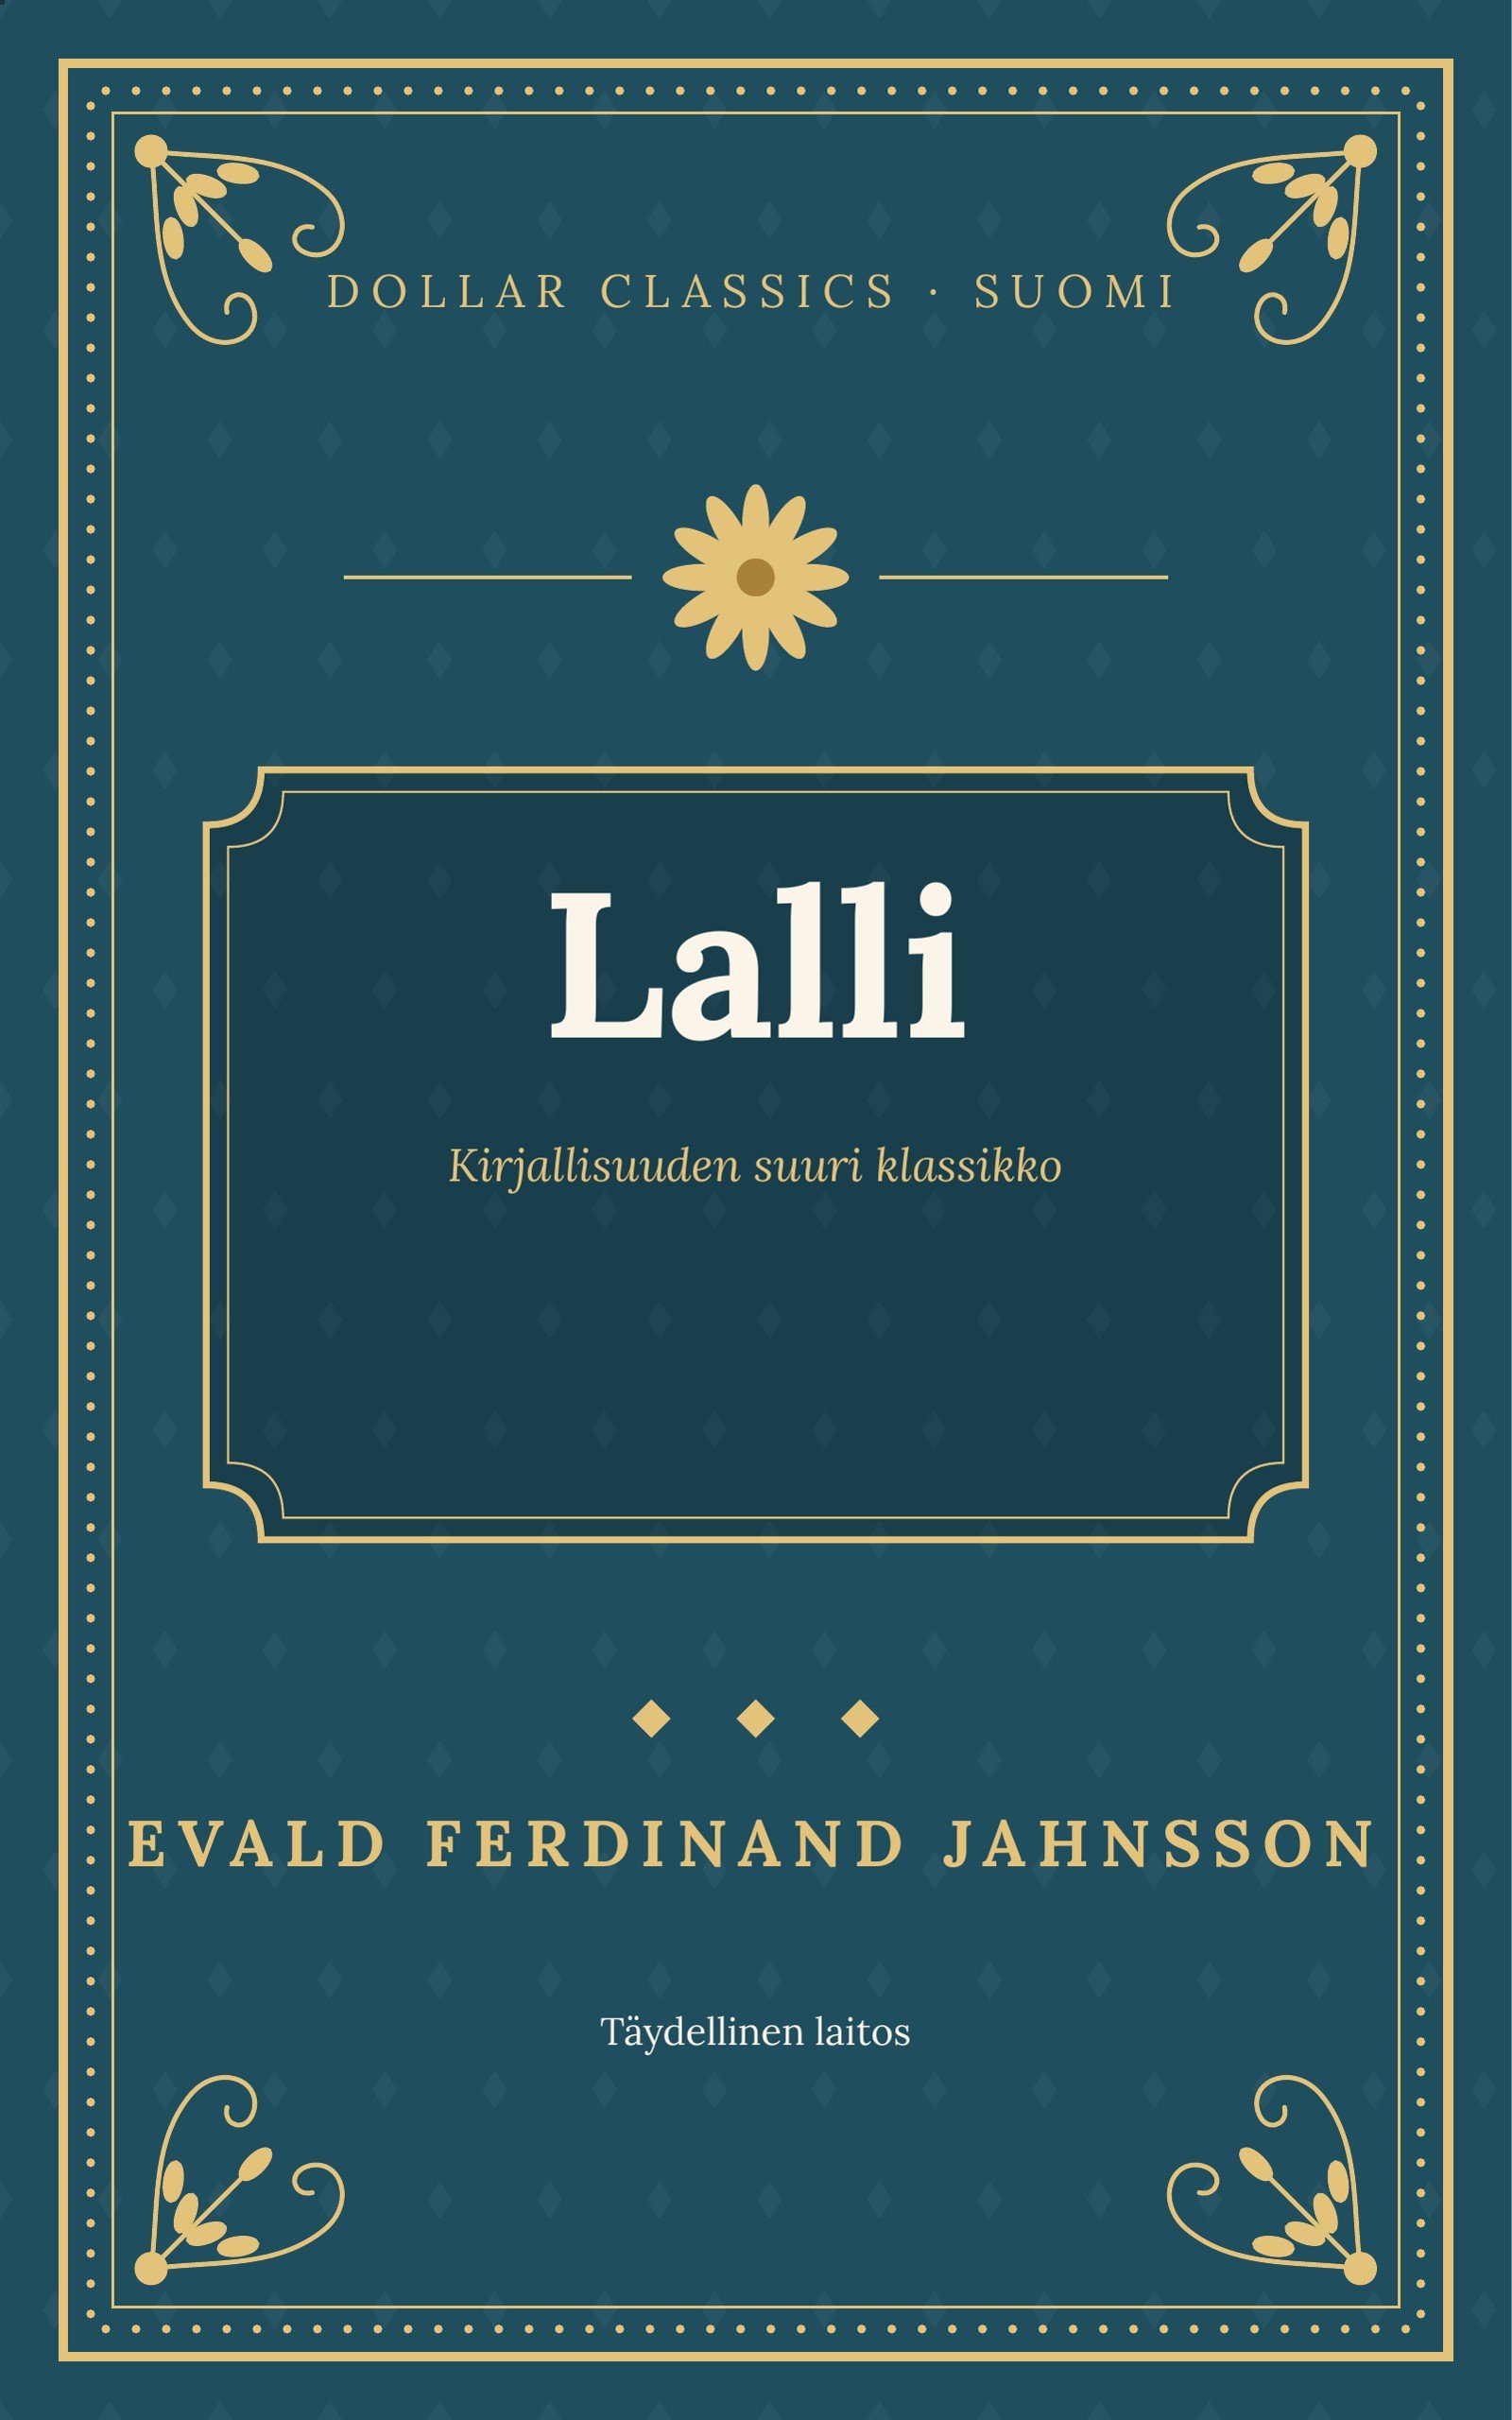 DOLLAR CLASSICS · SUOMI
Lalli
Kirjallisuuden suuri klassikko
EVALD FERDINAND JAHNSSON
Täydellinen laitos